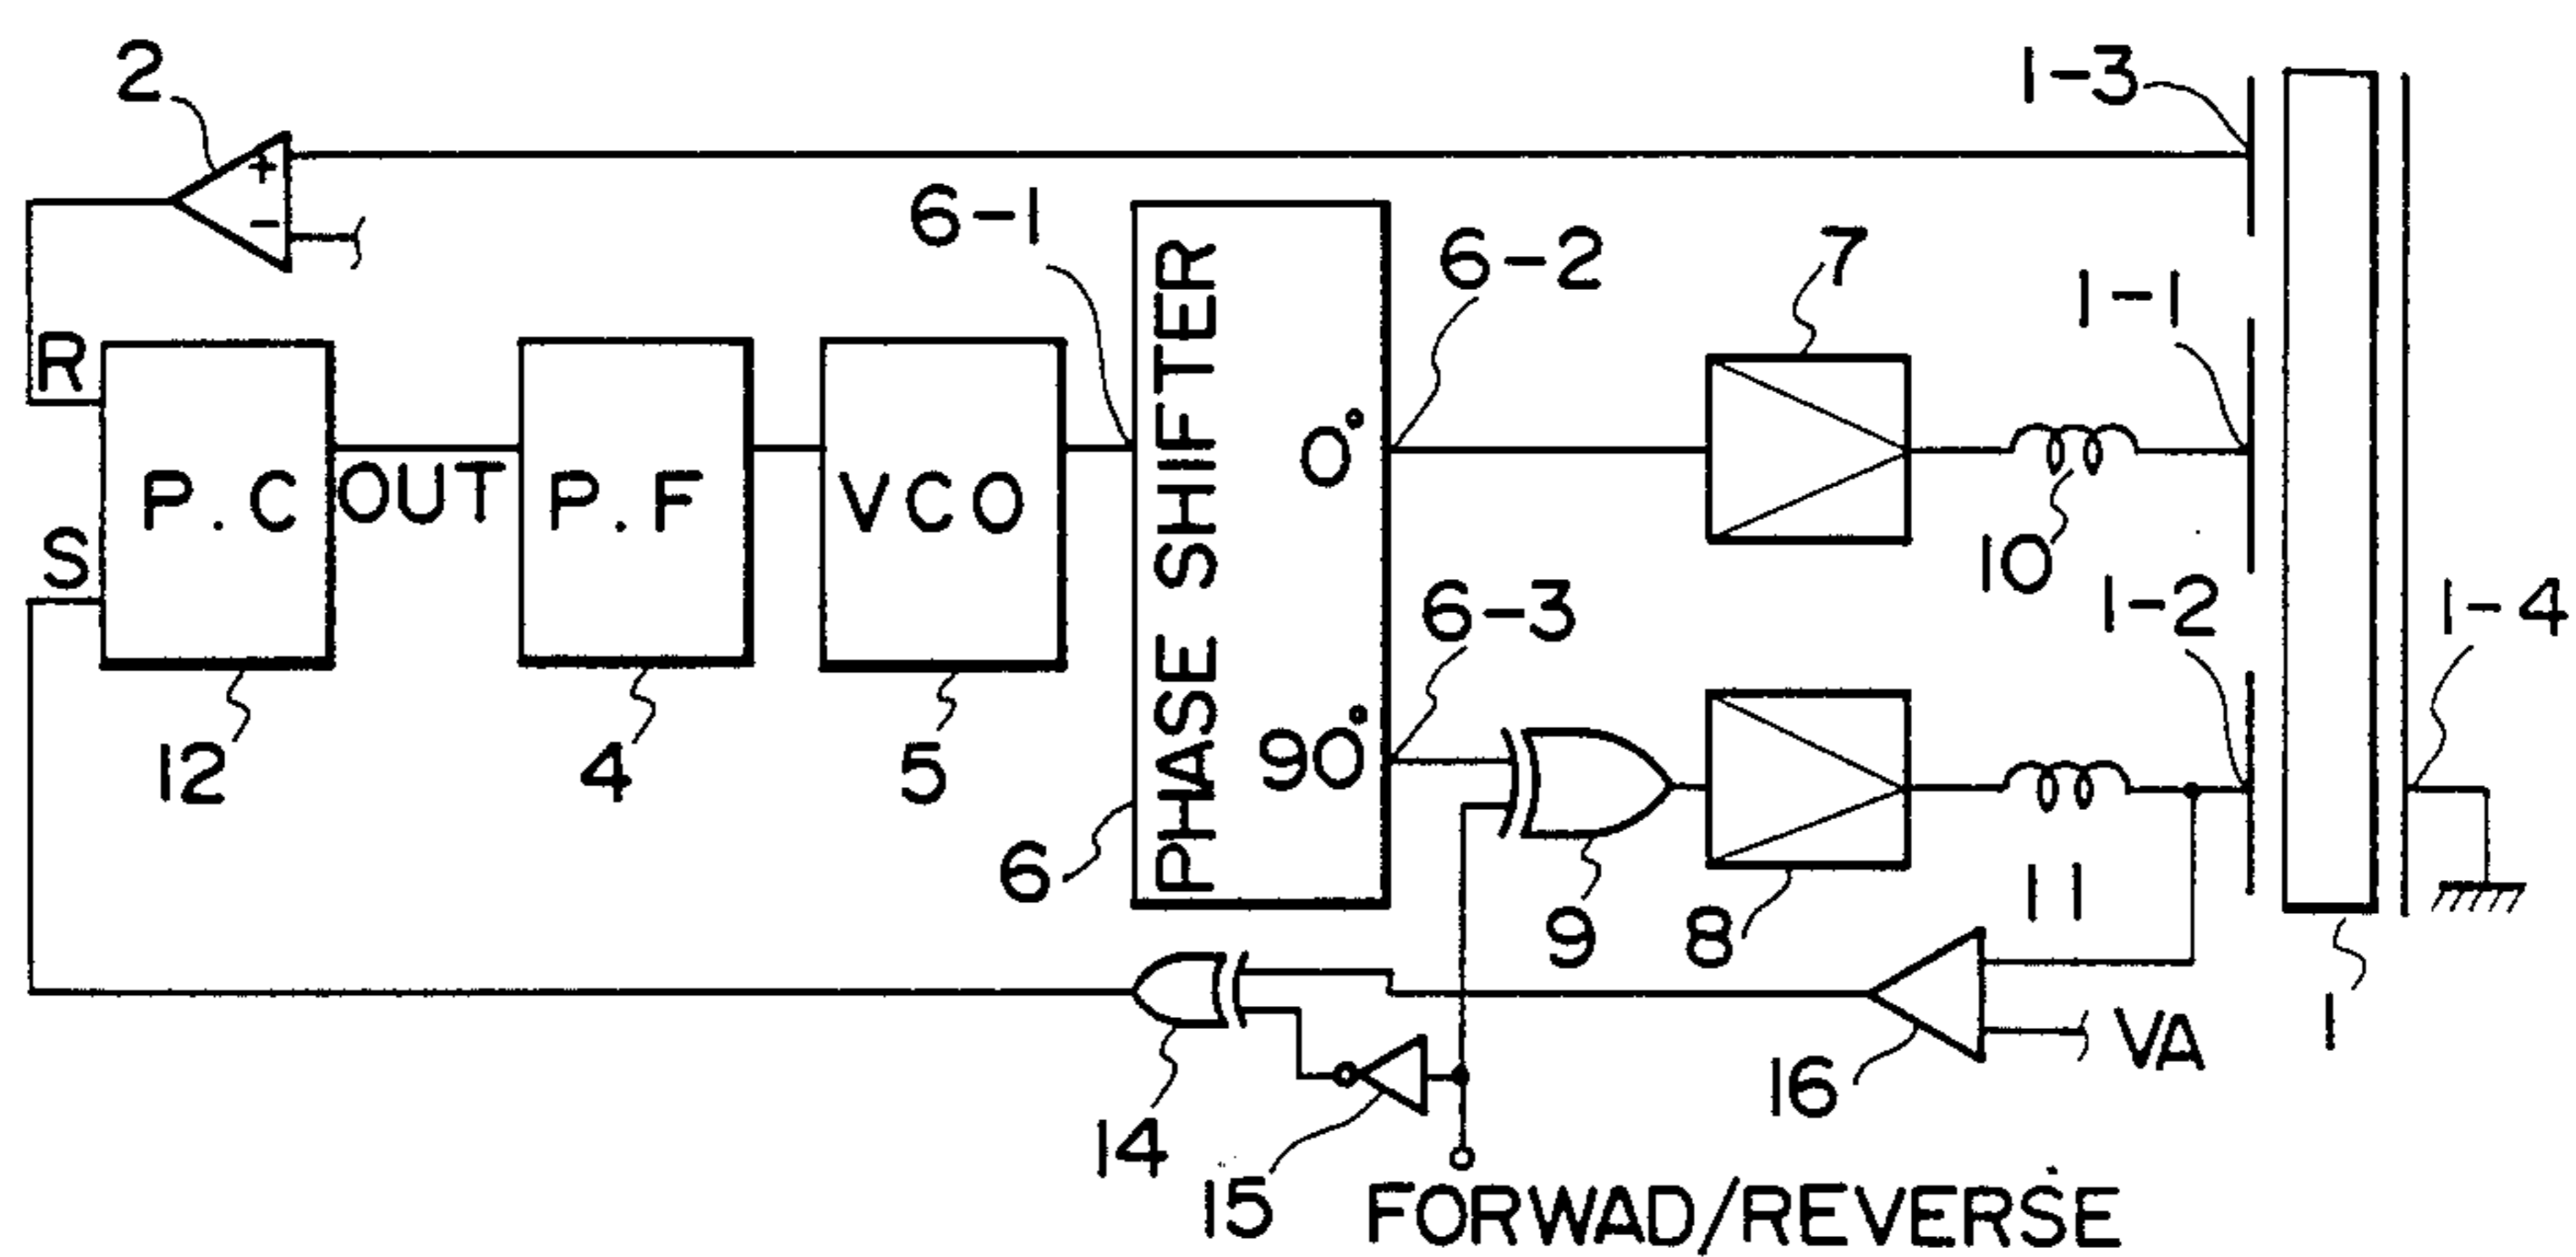 2
1-3
+
-
6-1
6-2
7
1-1
R
P.C
OUT
S
P.F
VCO
PHASE SHIFTER
0°
90°
10
1-2
1-4
6-3
12
4
5
6
9
8
11
1
14
15
16
VA
FORWAD/REVERSE